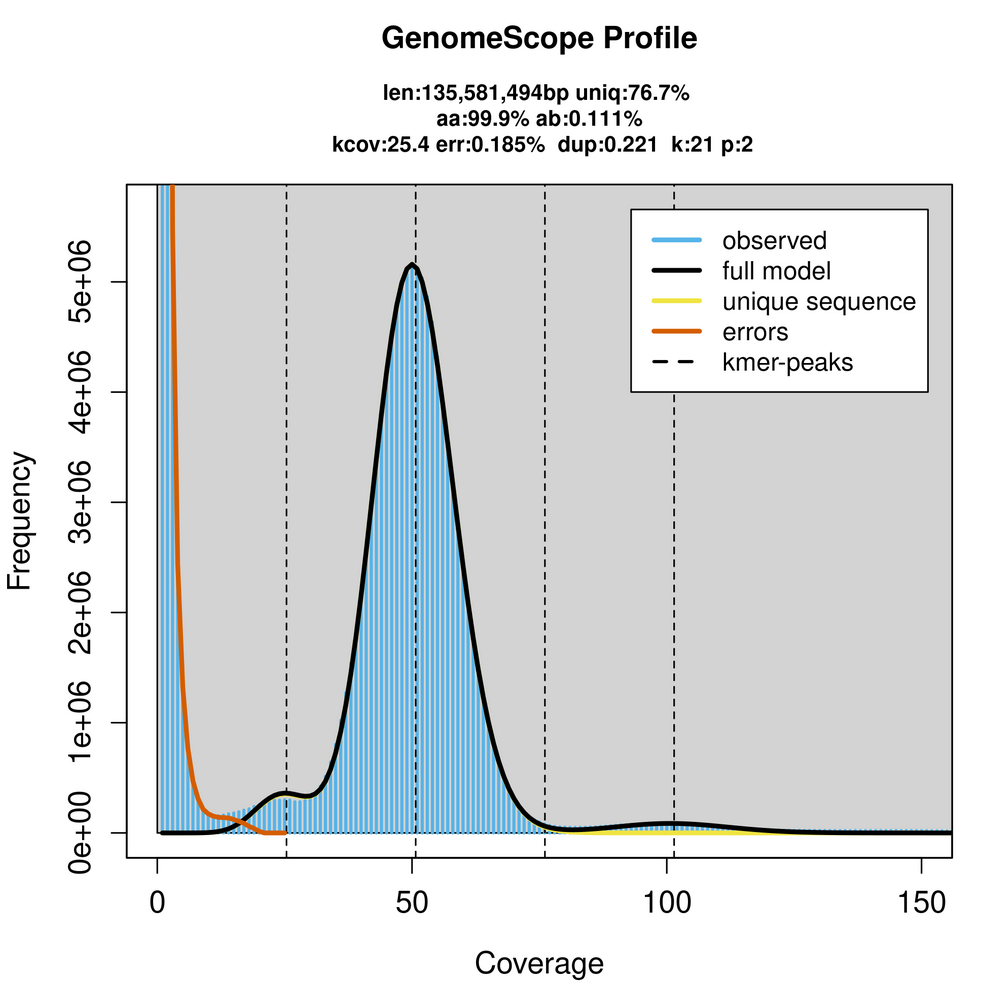 GenomeScope Profile
len:135,581,494bp uniq:76.7%
aa:99.9% ab:0.111%
kcov:25.4 err:0.185%  dup:0.221  k:21 p:2
observed
full model
unique sequence
errors
kmer-peaks
Frequency
0e+00 1e+06 2e+06 3e+06 4e+06 5e+06
0 50 100 150
Coverage